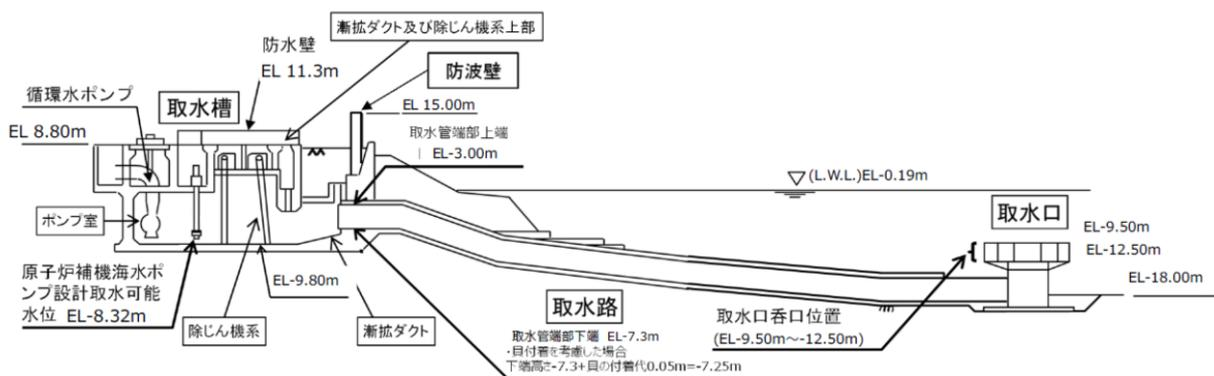 漸拡ダクト及び除じん機系上部
防水壁
EL 11.3m
防波壁
循環水ポンプ
取水槽
EL 15.00m
EL 8.80m
取水管端部上端
EL-3.00m
(L.W.L.)EL-0.19m
ポンプ室
取水口
EL-9.50m
EL-12.50m
EL-18.00m
原子炉補機海水ポ
ンプ設計取水可能
水位 EL-8.32m
EL-9.80m
除じん機系
漸拡ダクト
取水路
取水管端部下端 EL-7.3m
・貝付着を考慮した場合
下端高さ-7.3+貝の付着代0.05m=-7.25m
取水口呑口位置
(EL-9.50m～-12.50m)